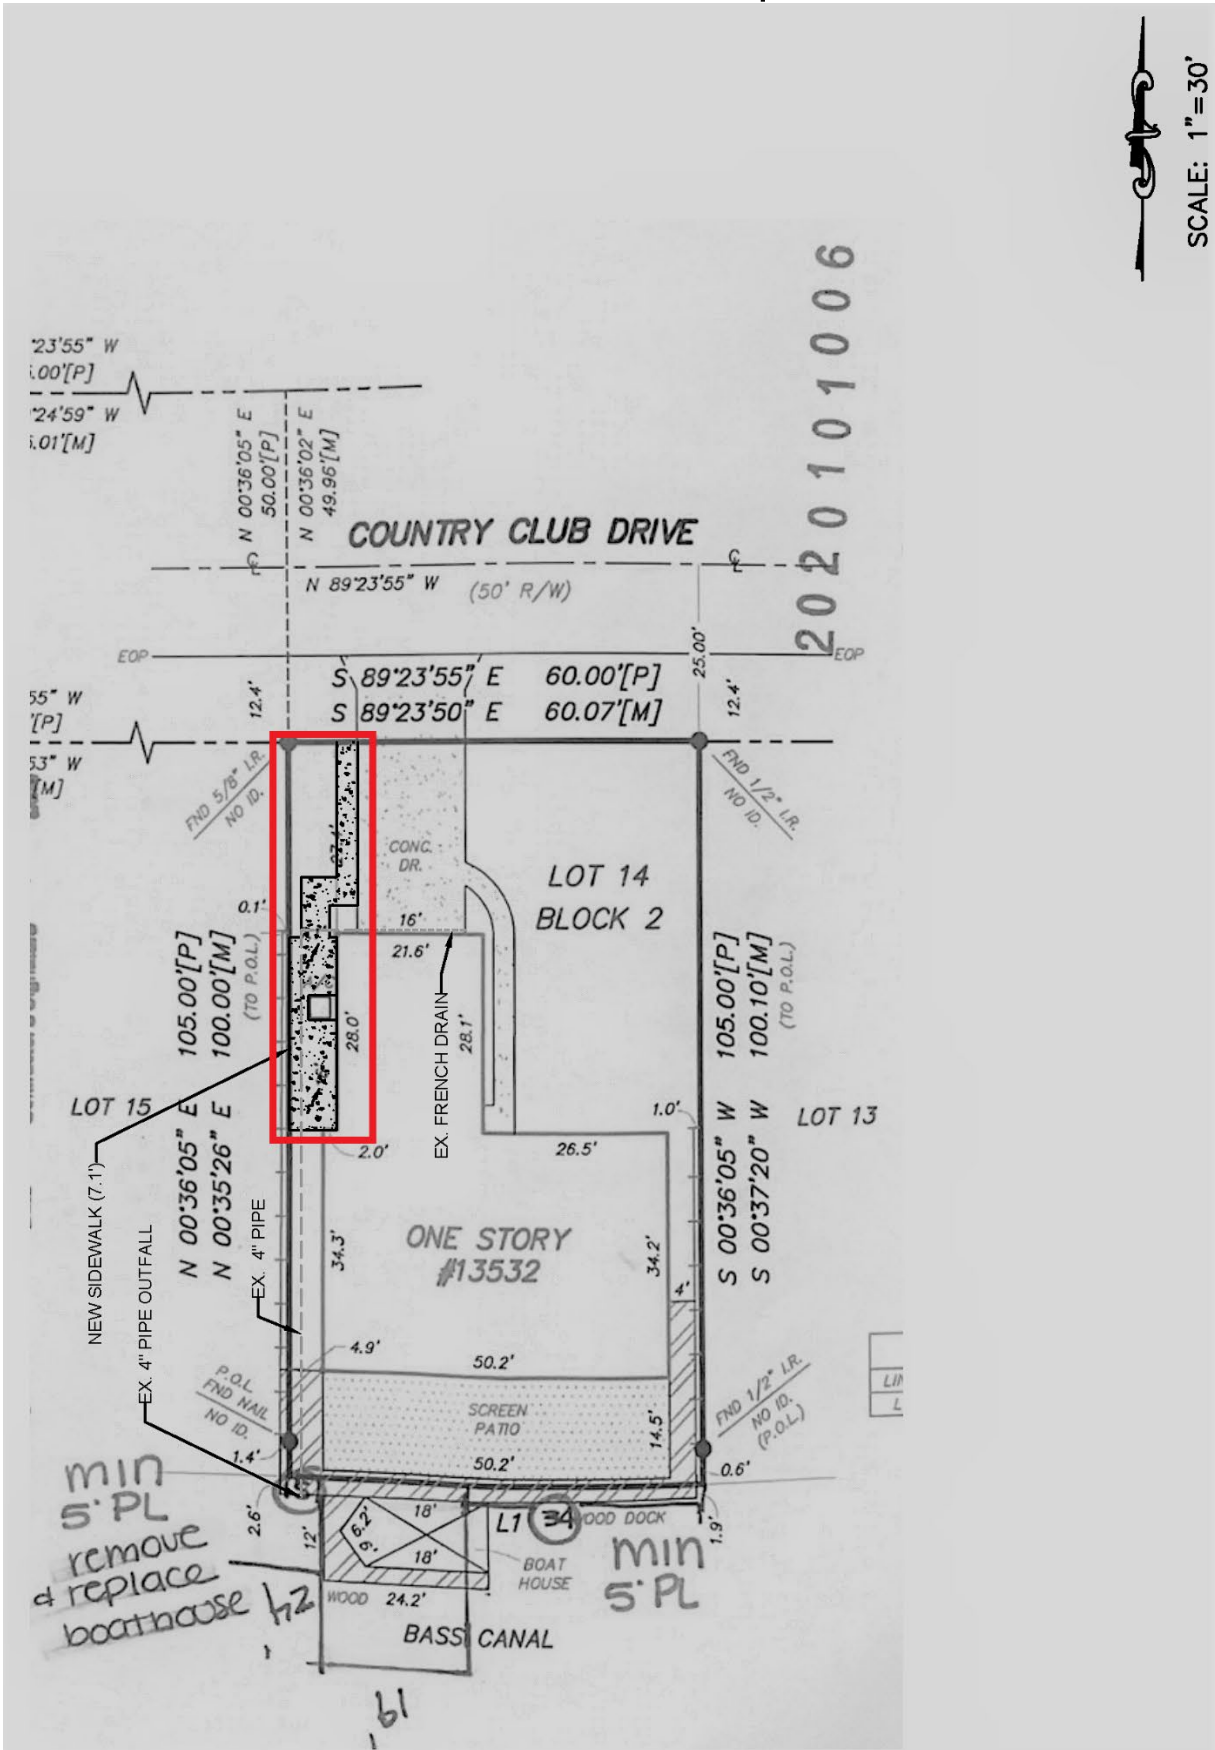 SCALE: 1"=30'
2020101006
°23'55" W
.00'[P]
°24'59" W
.01'[M]
N 00°36'05" E
50.00'[P]
N 00°36'02" E
49.96'[M]
COUNTRY CLUB DRIVE
N 89°23'55" W (50' R/W)
EOP
EOP
25.00'
S 89°23'55" E 60.00'[P]
S 89°23'50" E 60.07'[M]
12.4'
12.4'
55" W
'[P]
53" W
[M]
FND 5/8" I.R.
NO ID.
FND 1/2" I.R.
NO ID.
CONC.
DR.
LOT 14
BLOCK 2
0.1'
16'
21.6'
N 00°36'05" E 105.00'[P]
N 00°35'26" E 100.00'[M]
(TO P.O.L.)
28.0'
EX. FRENCH DRAIN
28.1'
S 00°36'05" W 105.00'[P]
S 00°37'20" W 100.10'[M]
(TO P.O.L.)
LOT 15
LOT 13
1.0'
2.0'
26.5'
NEW SIDEWALK (7.1')
EX. 4" PIPE OUTFALL
EX. 4" PIPE
34.3'
ONE STORY
#13532
34.2'
4'
4.9'
50.2'
P.O.L.
FND NAIL
NO ID.
SCREEN
PATIO
14.5'
50.2'
FND 1/2" I.R.
NO ID.
(P.O.L.)
LIN
L
1.4'
0.6'
min
5' PL
2.6'
12'
6.2'
6'
18'
18'
L1
34
WOOD DOCK
1.9'
min
5' PL
BOAT
HOUSE
remove
& replace
boathouse
WOOD 24.2'
24'
BASS CANAL
19'